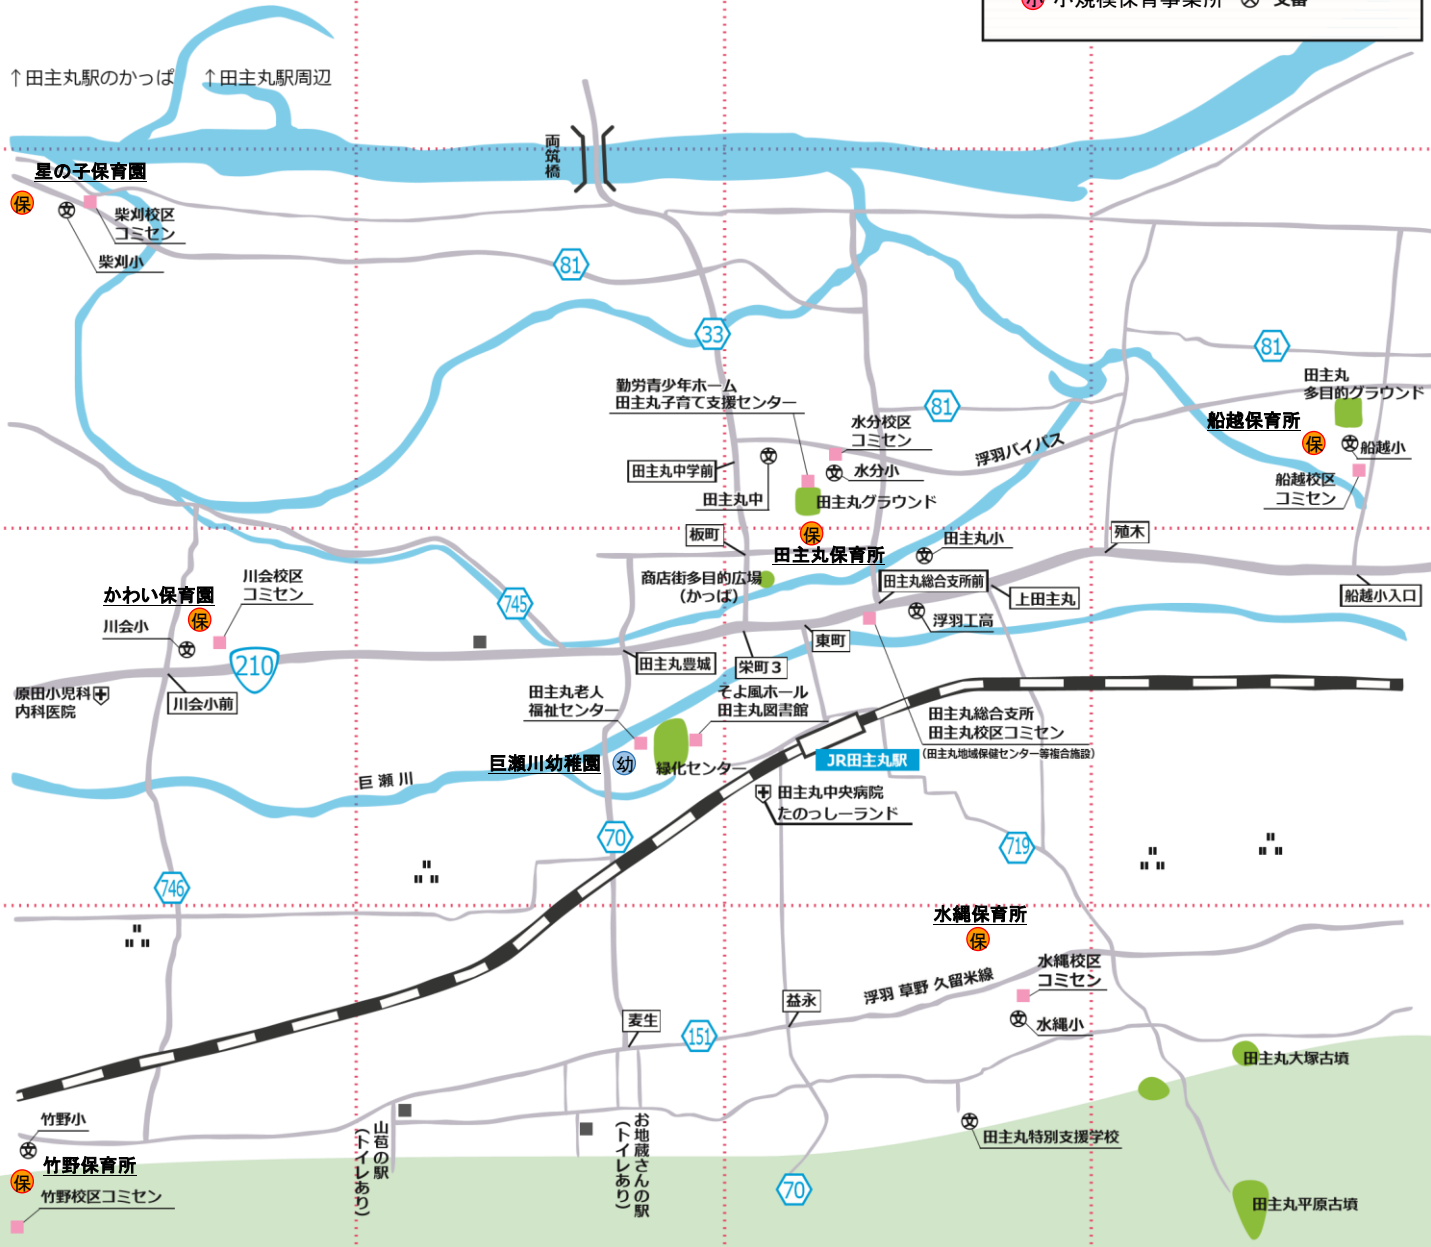 小規模保育事業所
交番
↑田主丸駅のかっぱ
↑田主丸駅周辺
両筑橋
星の子保育園
保
文
柴刈校区
コミセン
柴刈小
81
33
81
田主丸
多目的グラウンド
勤労青少年ホーム
田主丸子育て支援センター
81
水分校区
コミセン
船越保育所
保
文
船越小
浮羽バイパス
田主丸中学前
文
文
水分小
船越校区
コミセン
田主丸中
田主丸グラウンド
板町
保
田主丸保育所
田主丸小
文
殖木
商店街多目的広場
（かっぱ）
田主丸総合支所前
上田主丸
船越小入口
川会校区
コミセン
かわい保育園
保
745
文
浮羽工高
川会小
文
東町
210
田主丸豊城
栄町３
原田小児科
内科医院
川会小前
田主丸老人
福祉センター
そよ風ホール
田主丸図書館
田主丸総合支所
田主丸校区コミセン
（田主丸地域保健センター等複合施設）
巨瀬川幼稚園
幼
緑化センター
JR田主丸駅
巨瀬川
田主丸中央病院
たのっしーランド
70
719
746
水縄保育所
保
水縄校区
コミセン
浮羽 草野 久留米線
益永
文
水縄小
麦生
151
田主丸大塚古墳
竹野小
文
山苞の駅
（トイレあり）
お地蔵さんの駅
（トイレあり）
文
田主丸特別支援学校
竹野保育所
保
竹野校区コミセン
70
田主丸平原古墳